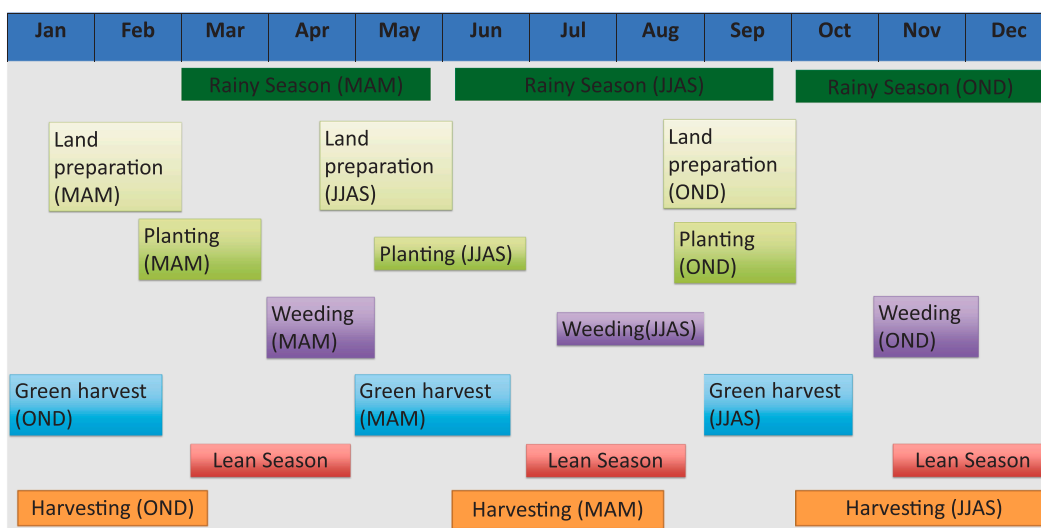 Jan Feb Mar Apr May Jun Jul Aug Sep Oct Nov Dec
Rainy Season (MAM) Rainy Season (JJAS) Rainy Season (OND)
Land
preparation
(MAM)
Land
preparation
(JJAS)
Land
preparation
(OND)
Planting
(MAM)
Planting (JJAS)
Planting
(OND)
Weeding
(MAM)
Weeding(JJAS)
Weeding
(OND)
Green harvest
(OND)
Green harvest
(MAM)
Green harvest
(JJAS)
Lean Season Lean Season Lean Season
Harvesting (OND) Harvesting (MAM) Harvesting (JJAS)